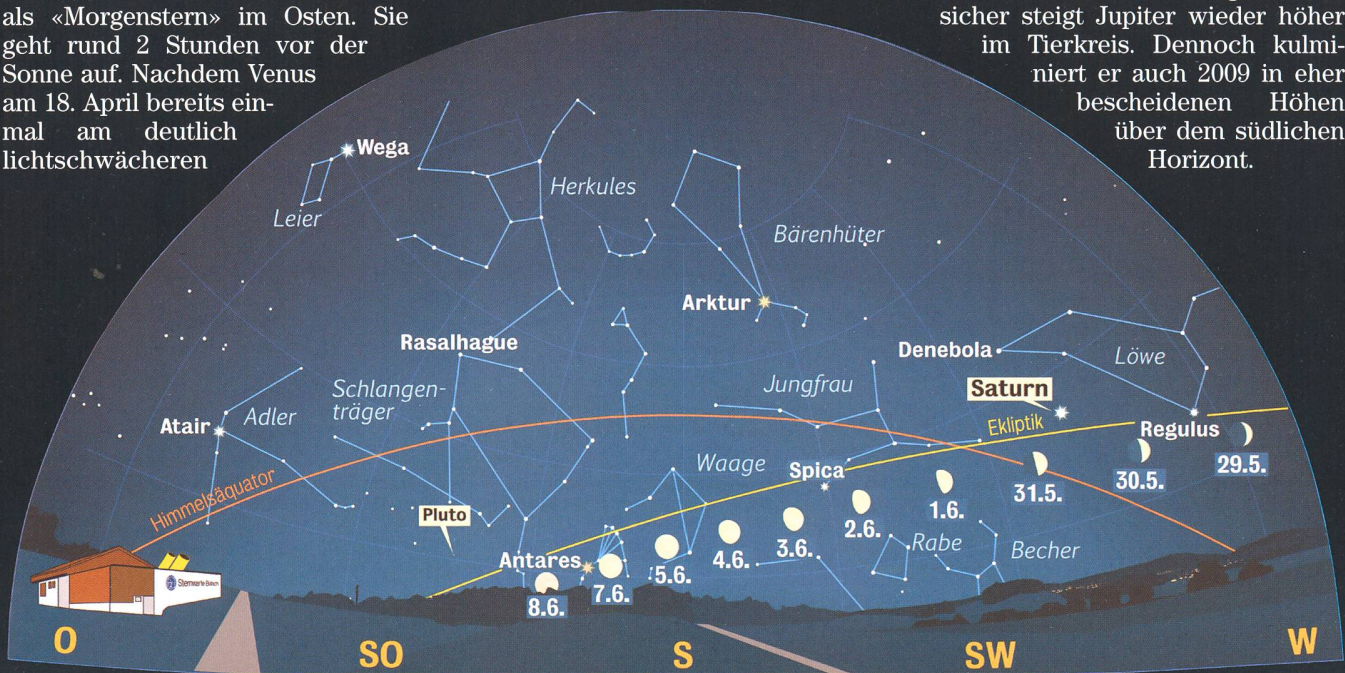 als «Morgenstern» im Osten. Sie
geht rund 2 Stunden vor der
Sonne auf. Nachdem Venus
am 18. April bereits ein-
mal am deutlich
lichtschwächeren
sicher steigt Jupiter wieder höher
im Tierkreis. Dennoch kulmi-
niert er auch 2009 in eher
bescheidenen Höhen
über dem südlichen
Horizont.
Wega
Leier
Herkules
Bärenhüter
Arktur
Rasalhague
Denebola
Löwe
Schlangen-
träger
Jungfrau
Saturn
Atair
Adler
Ekliptik
Regulus
Waage
Spica
Himmelsäquator
Pluto
Antares
Rabe
Becher
8.6.
7.6.
5.6.
4.6.
3.6.
2.6.
1.6.
31.5.
30.5.
29.5.
Sternwarte Bülach
O
SO
S
SW
W